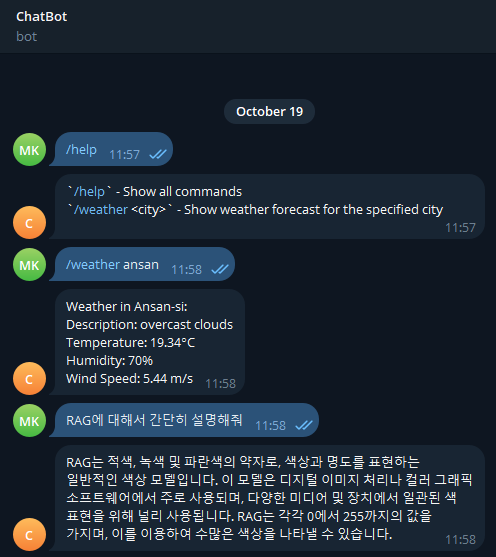 ChatBot
bot
October 19
MK
/help 11:57
`/help` - Show all commands
`/weather <city>` - Show weather forecast for the specified city
C
11:57
MK
/weather ansan 11:58
Weather in Ansan-si:
Description: overcast clouds
Temperature: 19.34°C
Humidity: 70%
C
Wind Speed: 5.44 m/s 11:58
MK
RAG에 대해서 간단히 설명해줘 11:58
RAG는 적색, 녹색 및 파란색의 약자로, 색상과 명도를 표현하는
일반적인 색상 모델입니다. 이 모델은 디지털 이미지 처리나 컬러 그래픽
소프트웨어에서 주로 사용되며, 다양한 미디어 및 장치에서 일관된 색
표현을 위해 널리 사용됩니다. RAG는 각각 0에서 255까지의 값을
C
가지며, 이를 이용하여 수많은 색상을 나타낼 수 있습니다. 11:58